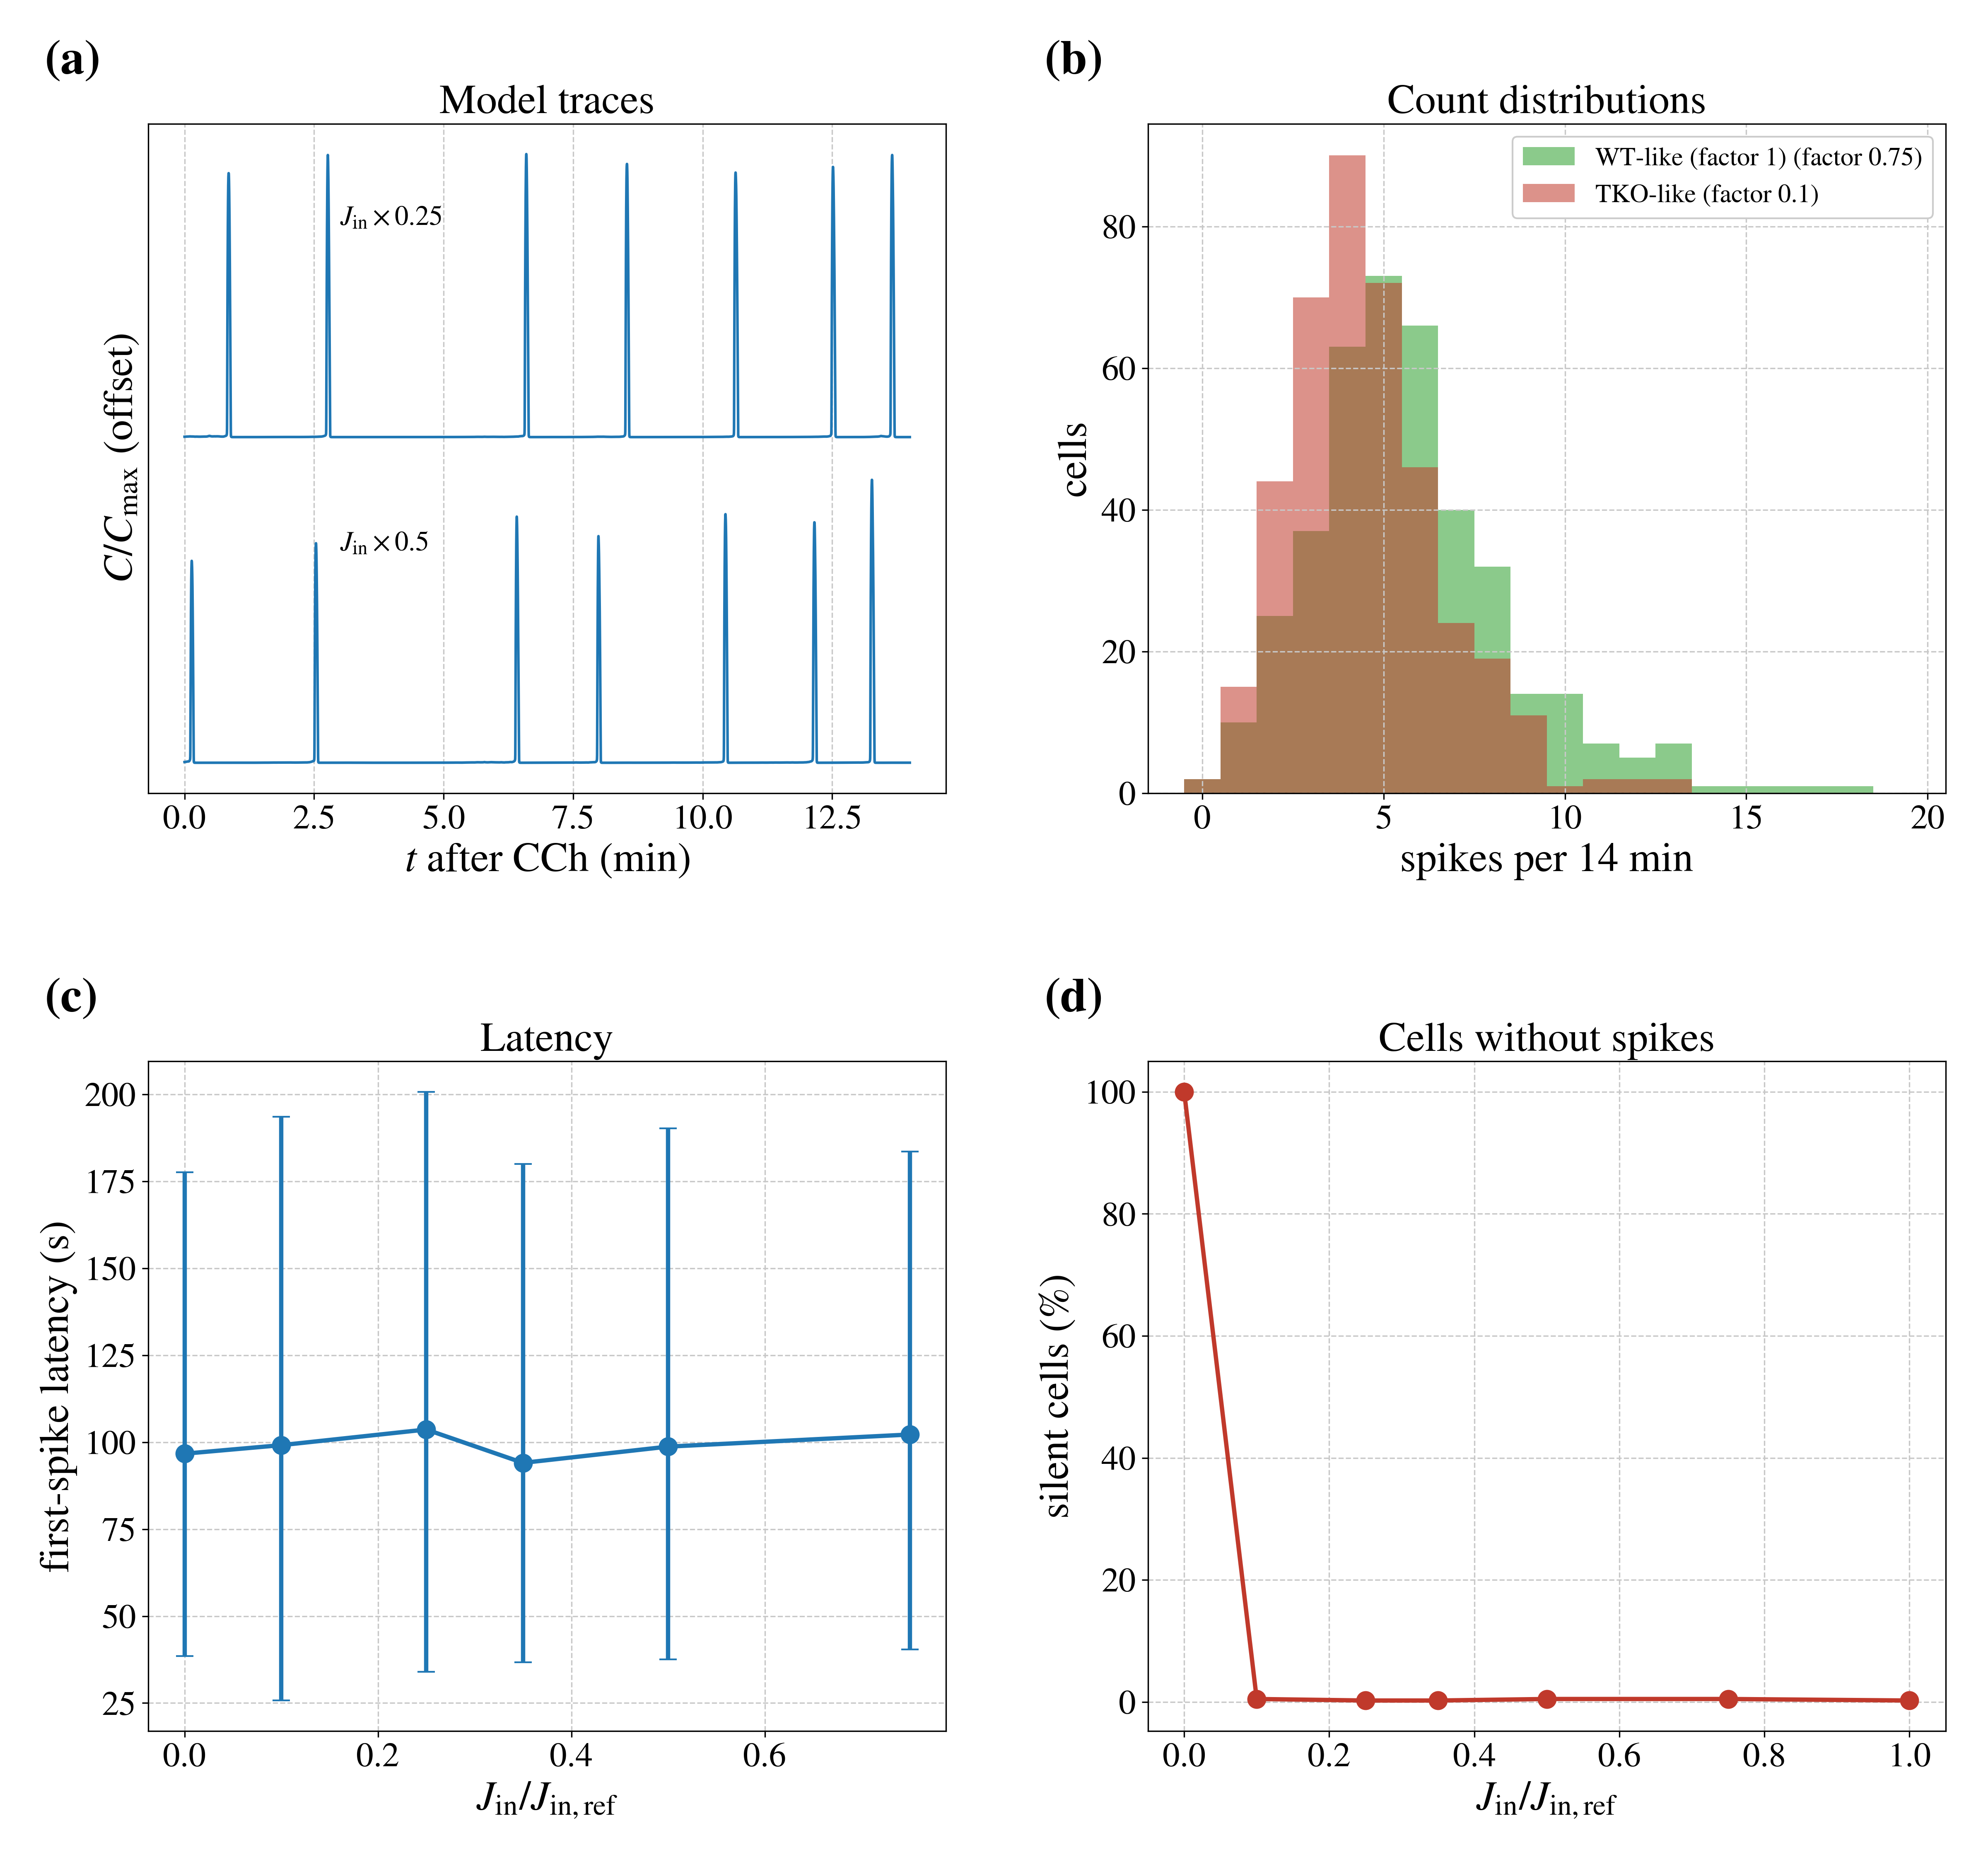 (a)
Model traces
J_in × 0.25
J_in × 0.5
C/C_max (offset)
0.0 2.5 5.0 7.5 10.0 12.5
t after CCh (min)
(b)
Count distributions
WT-like (factor 1) (factor 0.75)
TKO-like (factor 0.1)
cells
80
60
40
20
0
0 5 10 15 20
spikes per 14 min
(c)
Latency
first-spike latency (s)
200
175
150
125
100
75
50
25
0.0 0.2 0.4 0.6
J_in/J_in, ref
(d)
Cells without spikes
silent cells (%)
100
80
60
40
20
0
0.0 0.2 0.4 0.6 0.8 1.0
J_in/J_in, ref